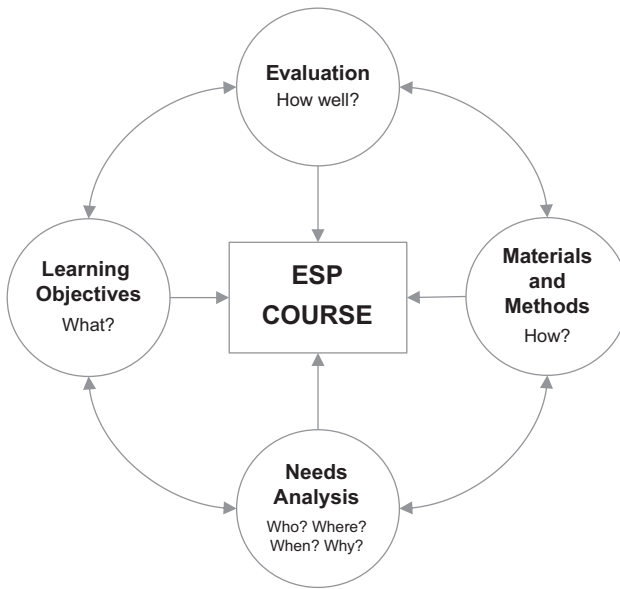 Evaluation
How well?
Learning
Objectives
What?
ESP
COURSE
Materials
and
Methods
How?
Needs
Analysis
Who? Where?
When? Why?